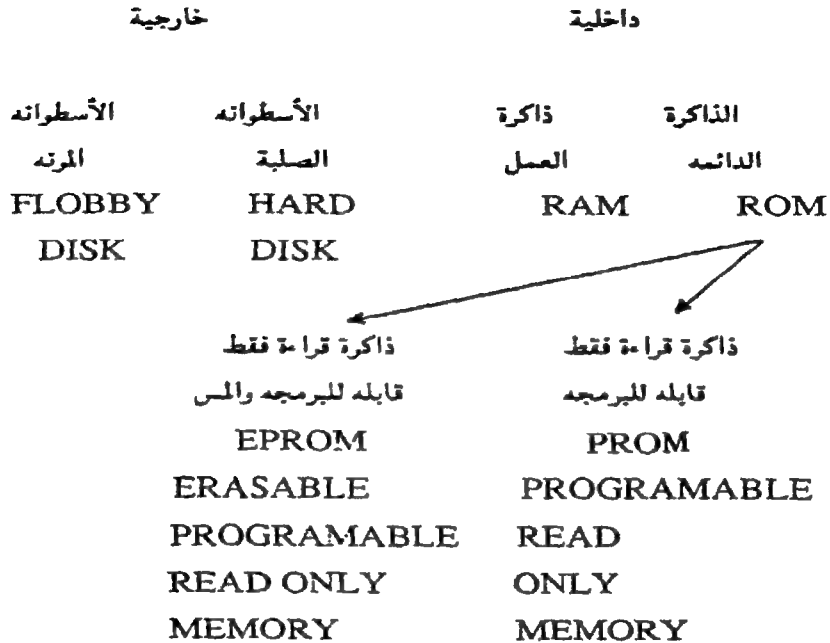 داخلية خارجية
الذاكرة ذاكرة الأسطوانه الأسطوانه
الدائمه العمل الصلبة المرنه
FLOBBY HARD RAM ROM
DISK DISK
ذاكرة قراءة فقط ذاكرة قراءة فقط
قابله للبرمجه قابله للبرمجه والمس
EPROM PROM
ERASABLE PROGRAMABLE
PROGRAMABLE READ
READ ONLY ONLY
MEMORY MEMORY